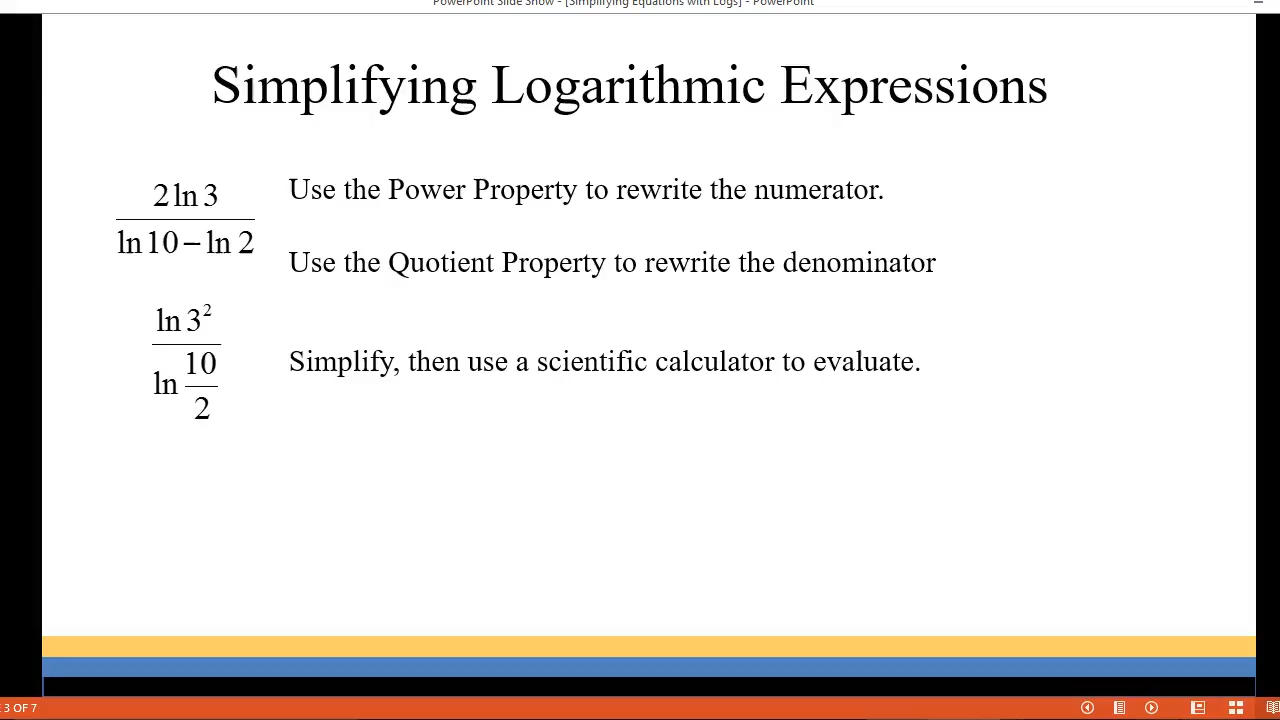 PowerPoint Slide Show - [Simplifying Equations with Logs] - PowerPoint
Simplifying Logarithmic Expressions
2 ln 3
ln 10 – ln 2
Use the Power Property to rewrite the numerator.
Use the Quotient Property to rewrite the denominator
ln 3²
ln 10
2
Simplify, then use a scientific calculator to evaluate.
3 OF 7